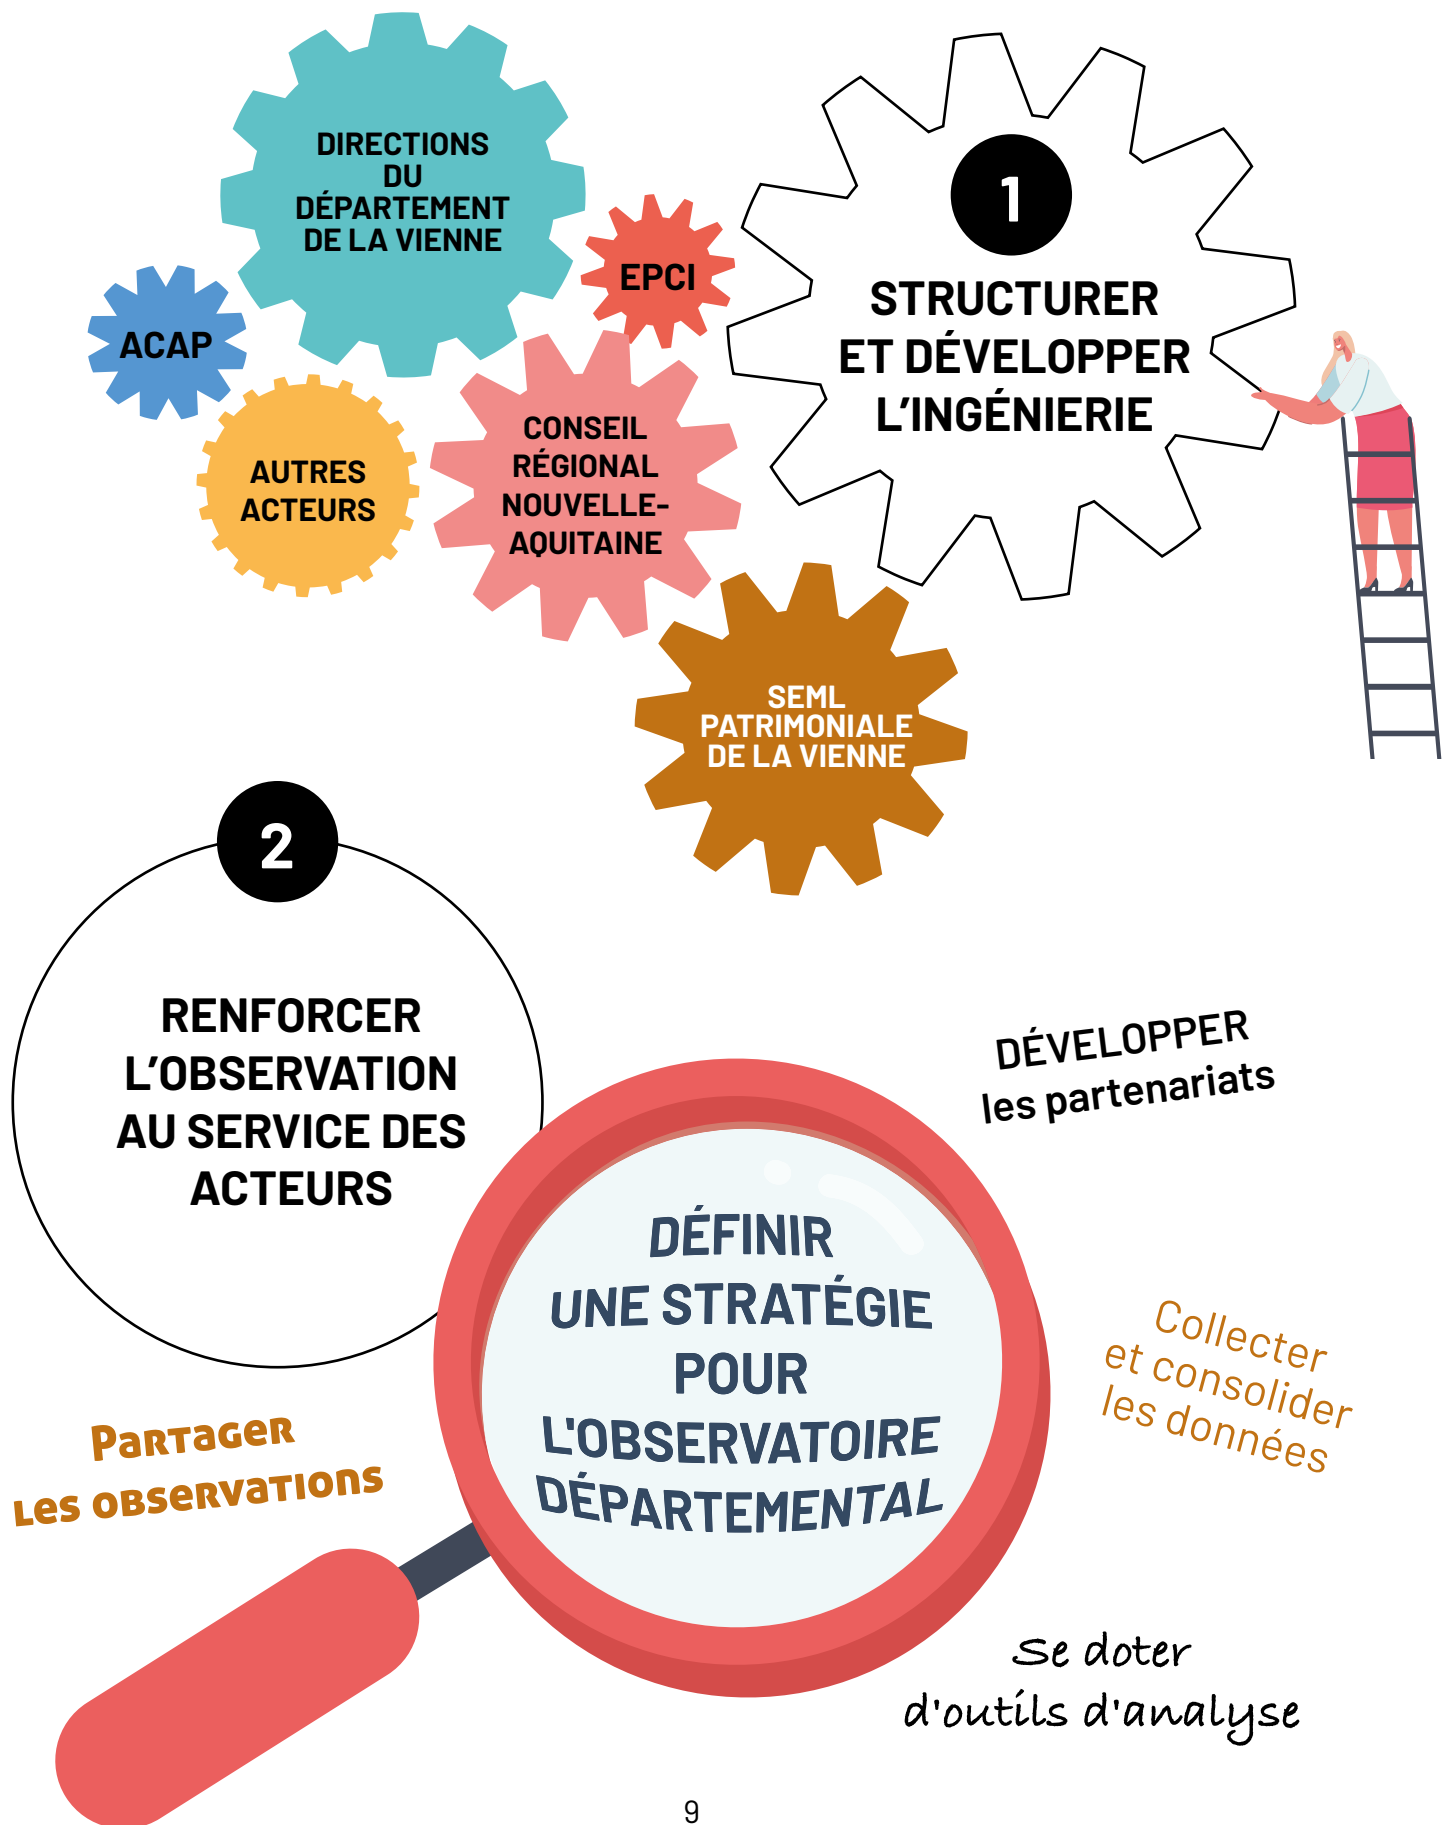 DIRECTIONS
DU
DÉPARTEMENT
DE LA VIENNE
EPCI
ACAP
AUTRES
ACTEURS
CONSEIL
RÉGIONAL
NOUVELLE-
AQUITAINE
1
STRUCTURER
ET DÉVELOPPER
L’INGÉNIERIE
SEML
PATRIMONIALE
DE LA VIENNE
2
RENFORCER
L’OBSERVATION
AU SERVICE DES
ACTEURS
DÉVELOPPER
les partenariats
DÉFINIR
UNE STRATÉGIE
POUR
L'OBSERVATOIRE
DÉPARTEMENTAL
Collecter
et consolider
les données
Partager
les observations
Se doter
d'outils d'analyse
9